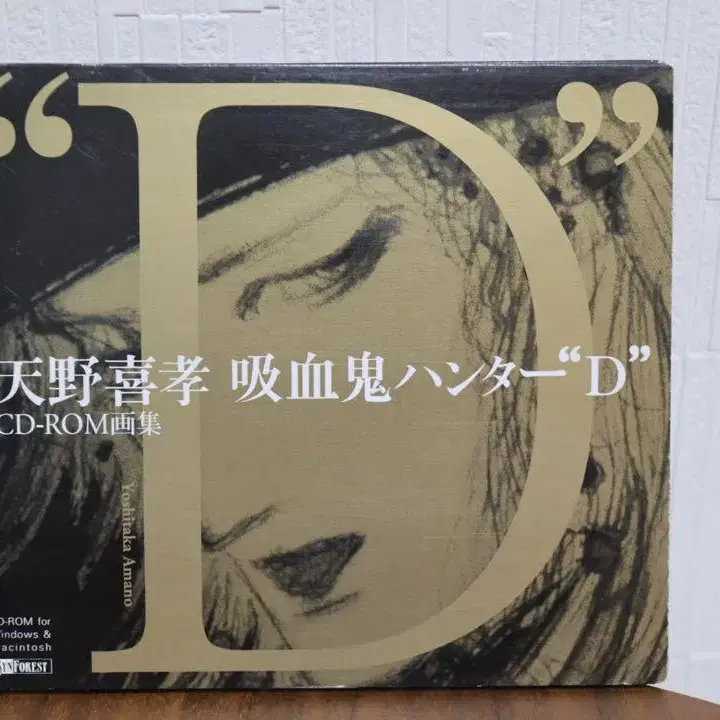 “D”
天野喜孝 吸血鬼ハンター“D”
CD-ROM画集
Yoshitaka Amano
D-ROM for
indows &
acintosh
YNFOREST